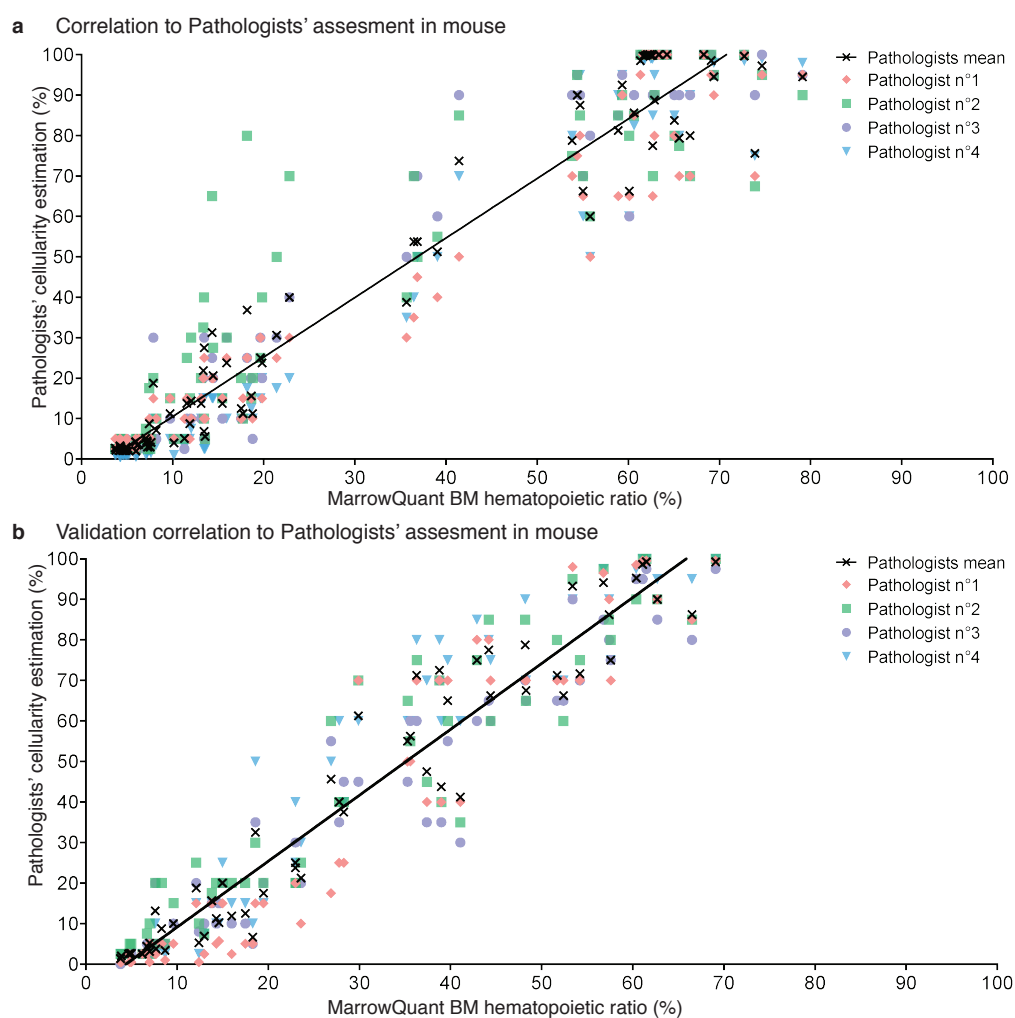 a Correlation to Pathologists' assesment in mouse
Pathologists' cellularity estimation (%)
100
90
80
70
60
50
40
30
20
10
0
0 10 20 30 40 50 60 70 80 90 100
MarrowQuant BM hematopoietic ratio (%)
Pathologists mean
Pathologist n°1
Pathologist n°2
Pathologist n°3
Pathologist n°4
b Validation correlation to Pathologists' assesment in mouse
Pathologists' cellularity estimation (%)
100
90
80
70
60
50
40
30
20
10
0
0 10 20 30 40 50 60 70 80 90 100
MarrowQuant BM hematopoietic ratio (%)
Pathologists mean
Pathologist n°1
Pathologist n°2
Pathologist n°3
Pathologist n°4